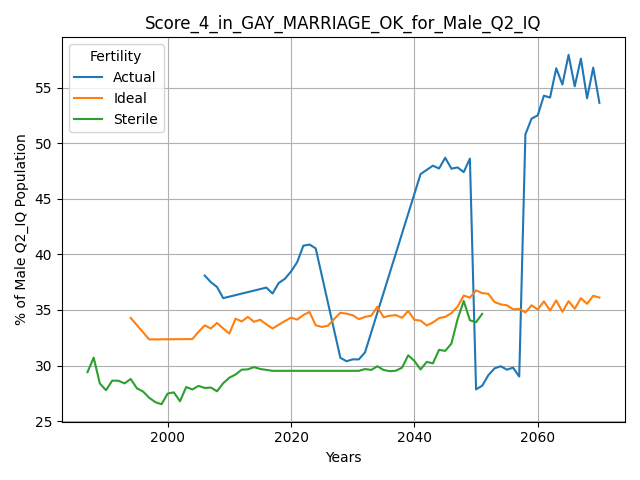 Score_4_in_GAY_MARRIAGE_OK_for_Male_Q2_IQ
Fertility
Actual
Ideal
Sterile
% of Male Q2_IQ Population
55
50
45
40
35
30
25
2000
2020
2040
2060
Years